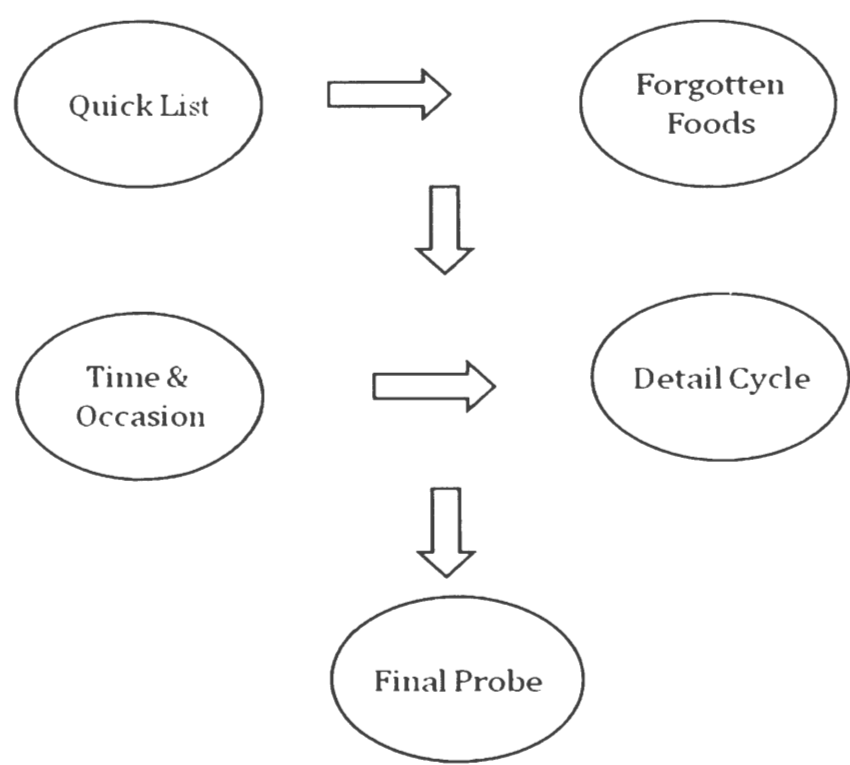 Quick List
Forgotten
Foods
Time &
Occasion
Detail Cycle
Final Probe